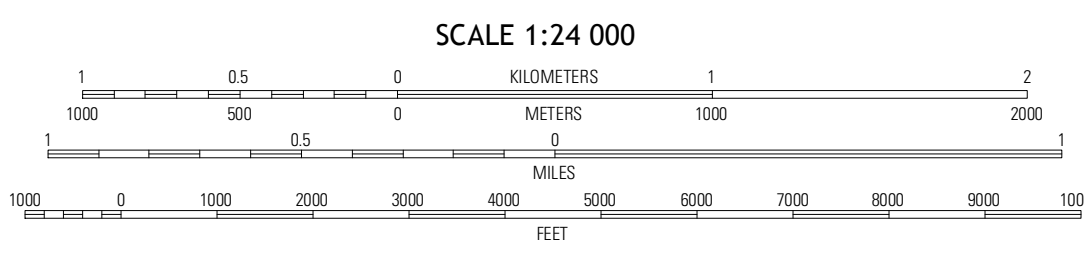 SCALE 1:24 000
1 0.5 0 KILOMETERS 1 2
1000 500 0 METERS 1000 2000
1 0.5 0 1
MILES
1000 0 1000 2000 3000 4000 5000 6000 7000 8000 9000 100
FEET